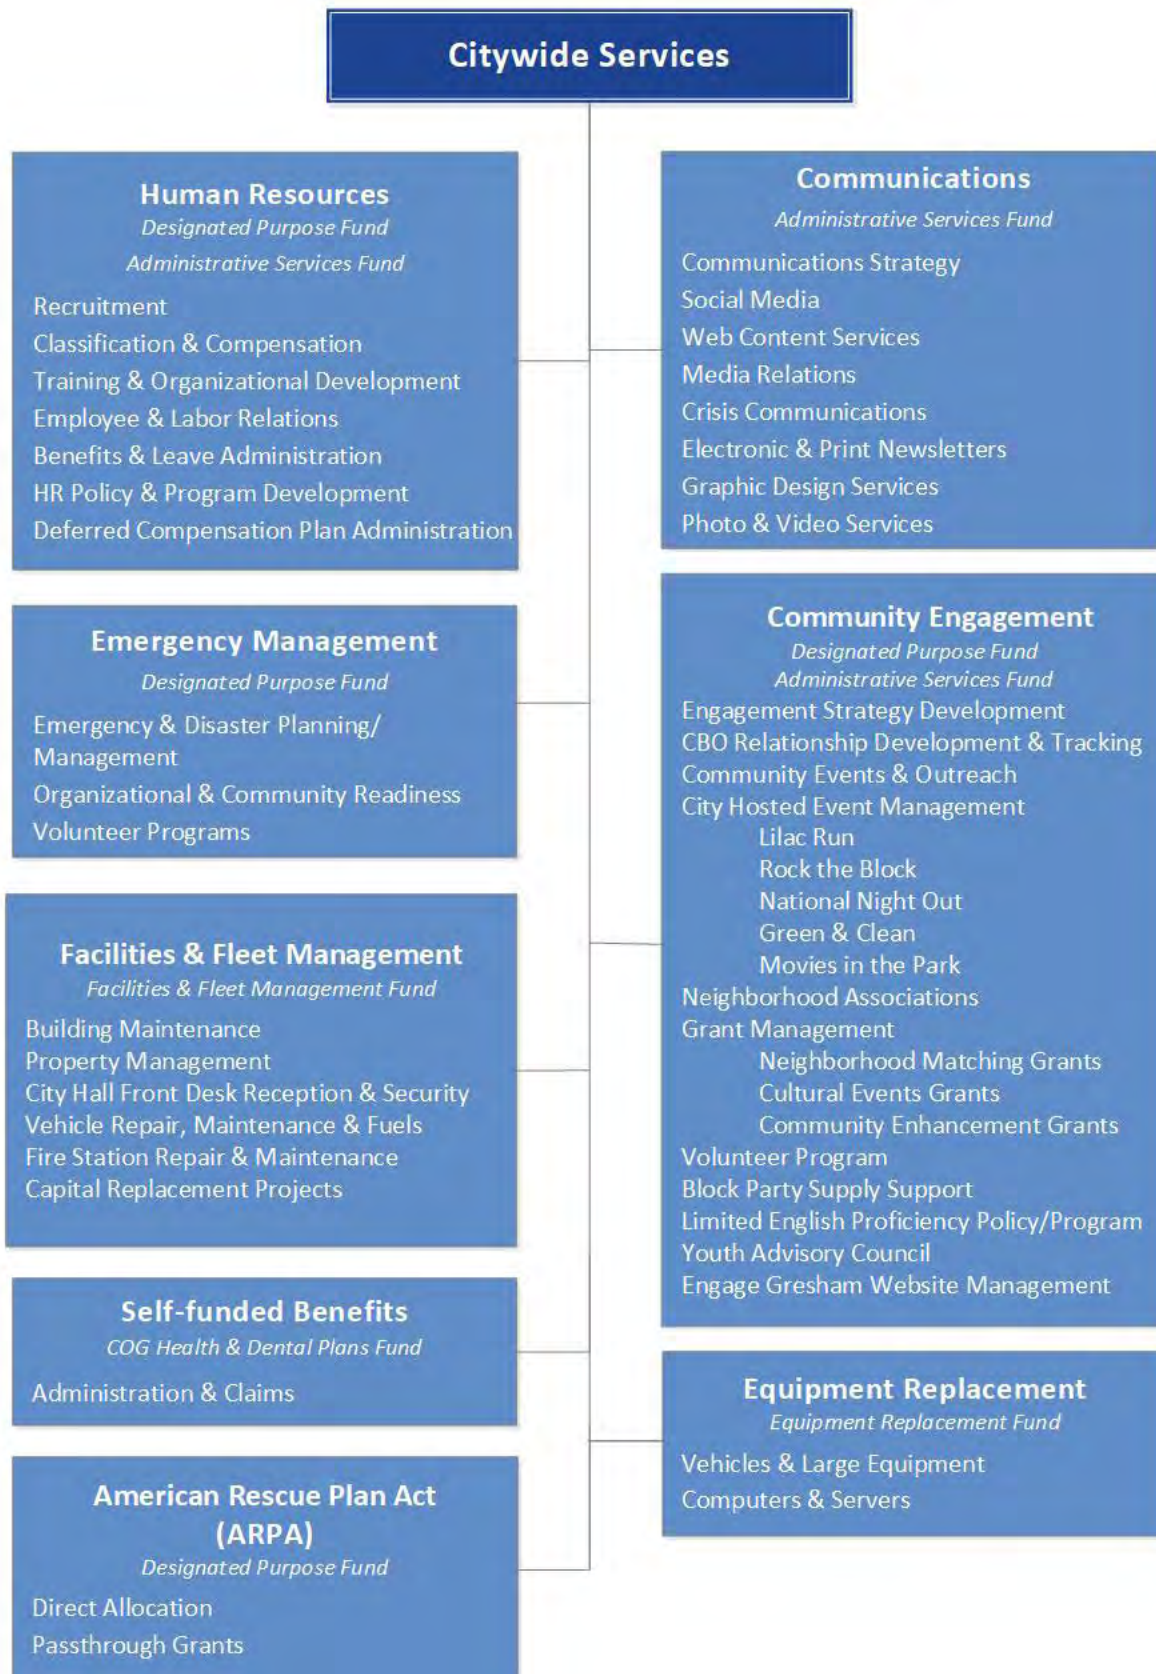 Citywide Services
Human Resources
Designated Purpose Fund
Administrative Services Fund
Recruitment
Classification & Compensation
Training & Organizational Development
Employee & Labor Relations
Benefits & Leave Administration
HR Policy & Program Development
Deferred Compensation Plan Administration
Emergency Management
Designated Purpose Fund
Emergency & Disaster Planning/
Management
Organizational & Community Readiness
Volunteer Programs
Facilities & Fleet Management
Facilities & Fleet Management Fund
Building Maintenance
Property Management
City Hall Front Desk Reception & Security
Vehicle Repair, Maintenance & Fuels
Fire Station Repair & Maintenance
Capital Replacement Projects
Self-funded Benefits
COG Health & Dental Plans Fund
Administration & Claims
American Rescue Plan Act
(ARPA)
Designated Purpose Fund
Direct Allocation
Passthrough Grants
Communications
Administrative Services Fund
Communications Strategy
Social Media
Web Content Services
Media Relations
Crisis Communications
Electronic & Print Newsletters
Graphic Design Services
Photo & Video Services
Community Engagement
Designated Purpose Fund
Administrative Services Fund
Engagement Strategy Development
CBO Relationship Development & Tracking
Community Events & Outreach
City Hosted Event Management
Lilac Run
Rock the Block
National Night Out
Green & Clean
Movies in the Park
Neighborhood Associations
Grant Management
Neighborhood Matching Grants
Cultural Events Grants
Community Enhancement Grants
Volunteer Program
Block Party Supply Support
Limited English Proficiency Policy/Program
Youth Advisory Council
Engage Gresham Website Management
Equipment Replacement
Equipment Replacement Fund
Vehicles & Large Equipment
Computers & Servers